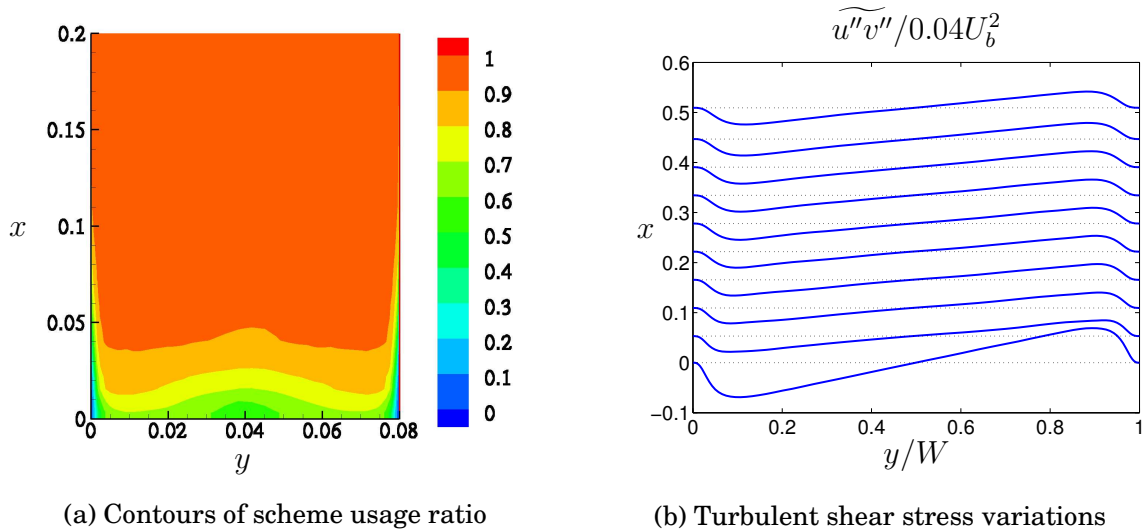 0.2
0.15
0.1
0.05
0
x
0 0.02 0.04 0.06 0.08
y
1
0.9
0.8
0.7
0.6
0.5
0.4
0.3
0.2
0.1
0
(a) Contours of scheme usage ratio
u''v''/0.04U_b^2
0.6
0.5
0.4
0.3
0.2
0.1
0
−0.1
x
0 0.2 0.4 0.6 0.8 1
y/W
(b) Turbulent shear stress variations